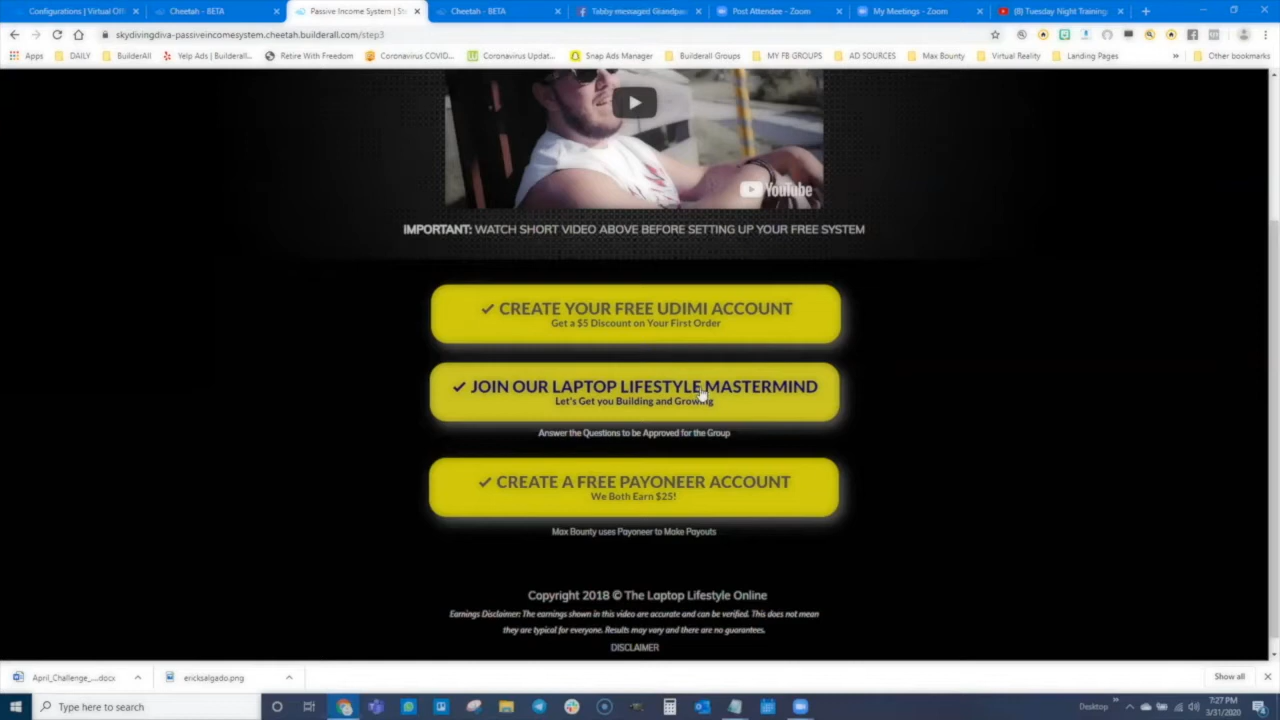 Configurations | Virtual Offi
Cheetah - BETA
Passive Income System | St
Cheetah - BETA
Tabby messaged Grandpa
Post Attendee - Zoom
My Meetings - Zoom
(8) Tuesday Night Training
skydivingdiva-passiveincomesystem.cheetah.builderall.com/step3
Apps
DAILY
BuilderAll
Yelp Ads | Builderall...
Retire With Freedom
Coronavirus COVID...
Coronavirus Updat...
Snap Ads Manager
Builderall Groups
MY FB GROUPS
AD SOURCES
Max Bounty
Virtual Reality
Landing Pages
Other bookmarks
YouTube
IMPORTANT: WATCH SHORT VIDEO ABOVE BEFORE SETTING UP YOUR FREE SYSTEM
✓ CREATE YOUR FREE UDIMI ACCOUNT
Get a $5 Discount on Your First Order
✓ JOIN OUR LAPTOP LIFESTYLE MASTERMIND
Let's Get you Building and Growing
Answer the Questions to be Approved for the Group
✓ CREATE A FREE PAYONEER ACCOUNT
We Both Earn $25!
Max Bounty uses Payoneer to Make Payouts
Copyright 2018 © The Laptop Lifestyle Online
Earnings Disclaimer: The earnings shown in this video are accurate and can be verified. This does not mean
they are typical for everyone. Results may vary and there are no guarantees.
DISCLAIMER
April_Challenge_....docx
ericksalgado.png
Show all
Type here to search
Desktop
7:27 PM
3/31/2020